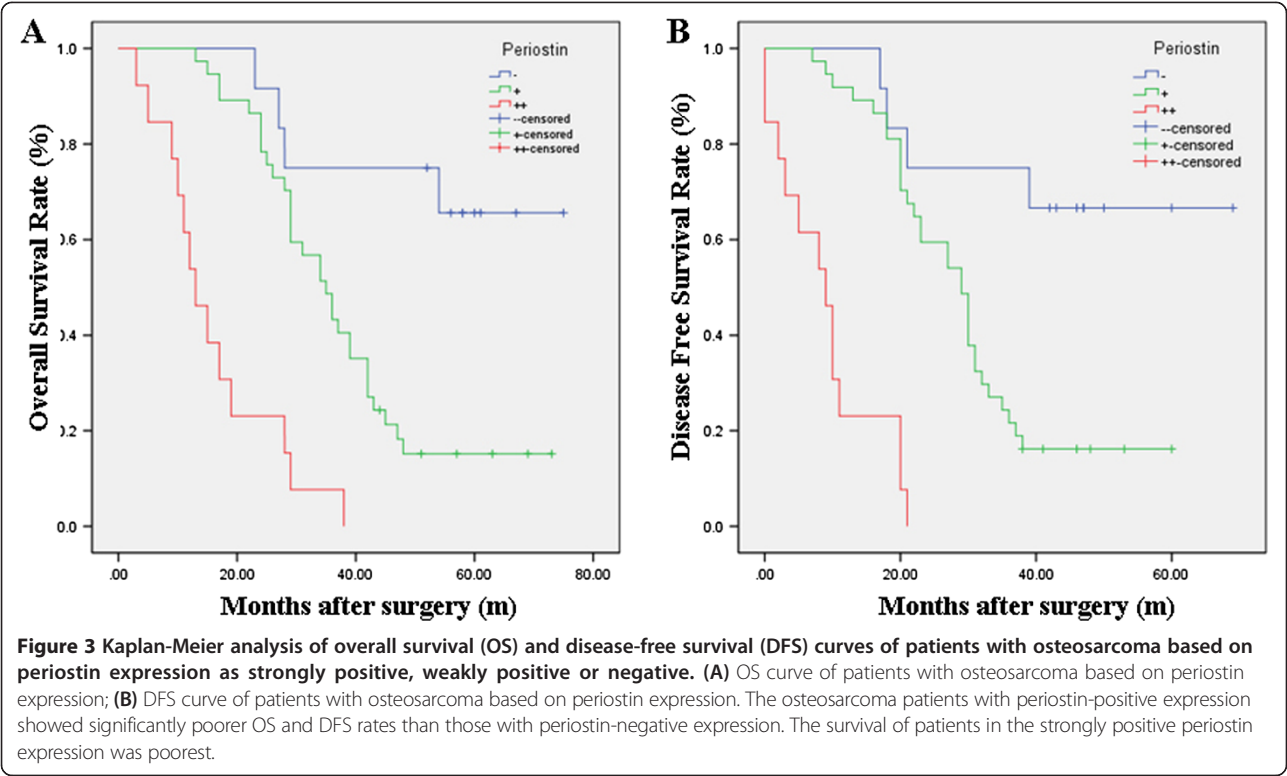 A
B
Periostin
-
+
++
--censored
+-censored
++-censored
Periostin
-
+
++
--censored
+-censored
++-censored
Overall Survival Rate (%)
1.0
0.8
0.6
0.4
0.2
0.0
.00 20.00 40.00 60.00 80.00
Months after surgery (m)
Disease Free Survival Rate (%)
1.0
0.8
0.6
0.4
0.2
0.0
.00 20.00 40.00 60.00
Months after surgery (m)
Figure 3 Kaplan-Meier analysis of overall survival (OS) and disease-free survival (DFS) curves of patients with osteosarcoma based on
periostin expression as strongly positive, weakly positive or negative. (A) OS curve of patients with osteosarcoma based on periostin
expression; (B) DFS curve of patients with osteosarcoma based on periostin expression. The osteosarcoma patients with periostin-positive expression
showed significantly poorer OS and DFS rates than those with periostin-negative expression. The survival of patients in the strongly positive periostin
expression was poorest.